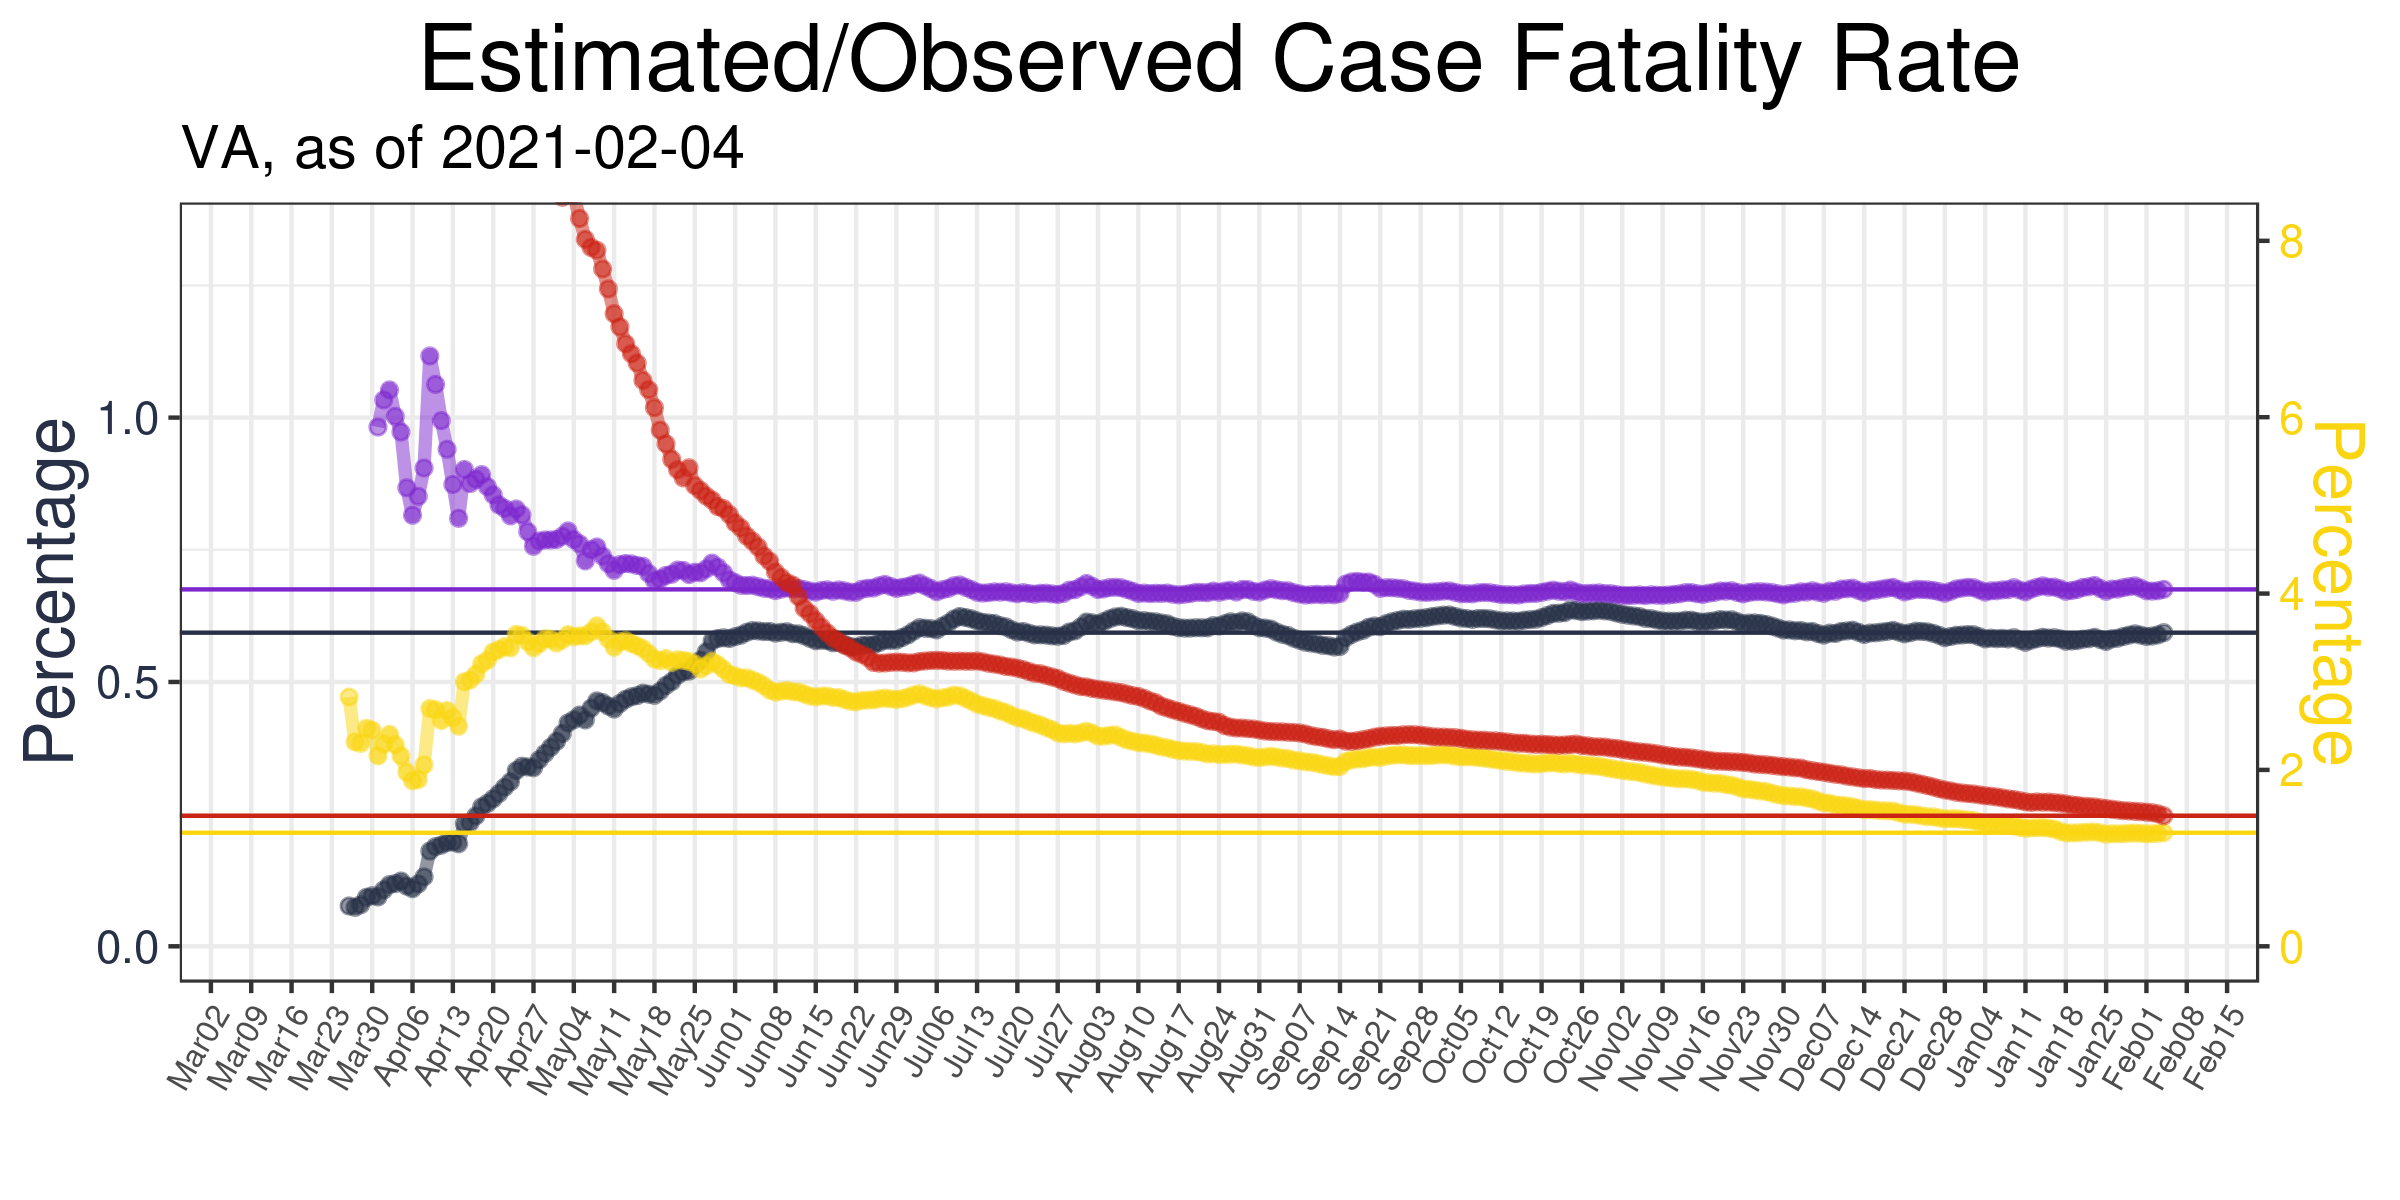 Estimated/Observed Case Fatality Rate
VA, as of 2021-02-04
Percentage
1.0
0.5
0.0
8
6
4
2
0
Percentage
Mar02 Mar09 Mar16 Mar23 Mar30 Apr06 Apr13 Apr20 Apr27 May04 May11 May18 May25 Jun01 Jun08 Jun15 Jun22 Jun29 Jul06 Jul13 Jul20 Jul27 Aug03 Aug10 Aug17 Aug24 Aug31 Sep07 Sep14 Sep21 Sep28 Oct05 Oct12 Oct19 Oct26 Nov02 Nov09 Nov16 Nov23 Nov30 Dec07 Dec14 Dec21 Dec28 Jan04 Jan11 Jan18 Jan25 Feb01 Feb08 Feb15